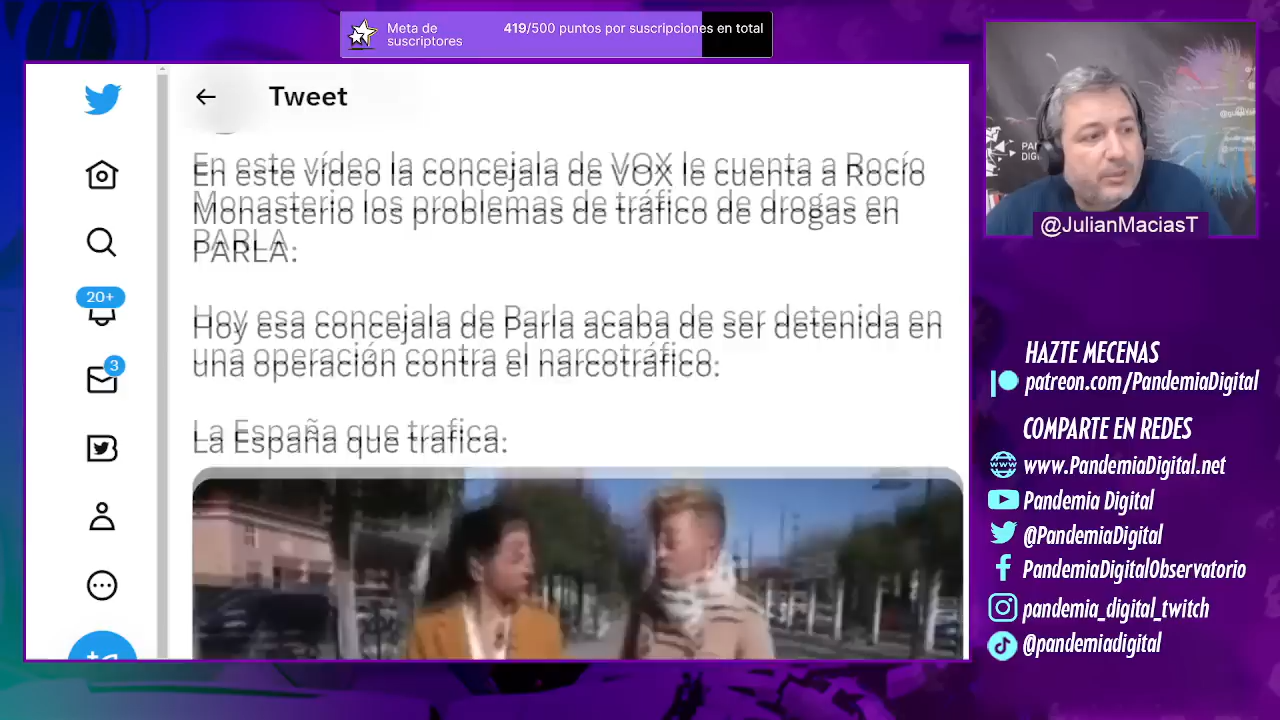 Meta de
suscriptores
419/500 puntos por suscripciones en total
Tweet
En este vídeo la concejala de VOX le cuenta a Rocío
Monasterio los problemas de tráfico de drogas en
PARLA.
Hoy esa concejala de Parla acaba de ser detenida en
una operación contra el narcotráfico.
La España que trafica.
20+
3
@JulianMaciasT
HAZTE MECENAS
patreon.com/PandemiaDigital
COMPARTE EN REDES
www.PandemiaDigital.net
Pandemia Digital
@PandemiaDigital
PandemiaDigitalObservatorio
pandemia_digital_twitch
@pandemiadigital